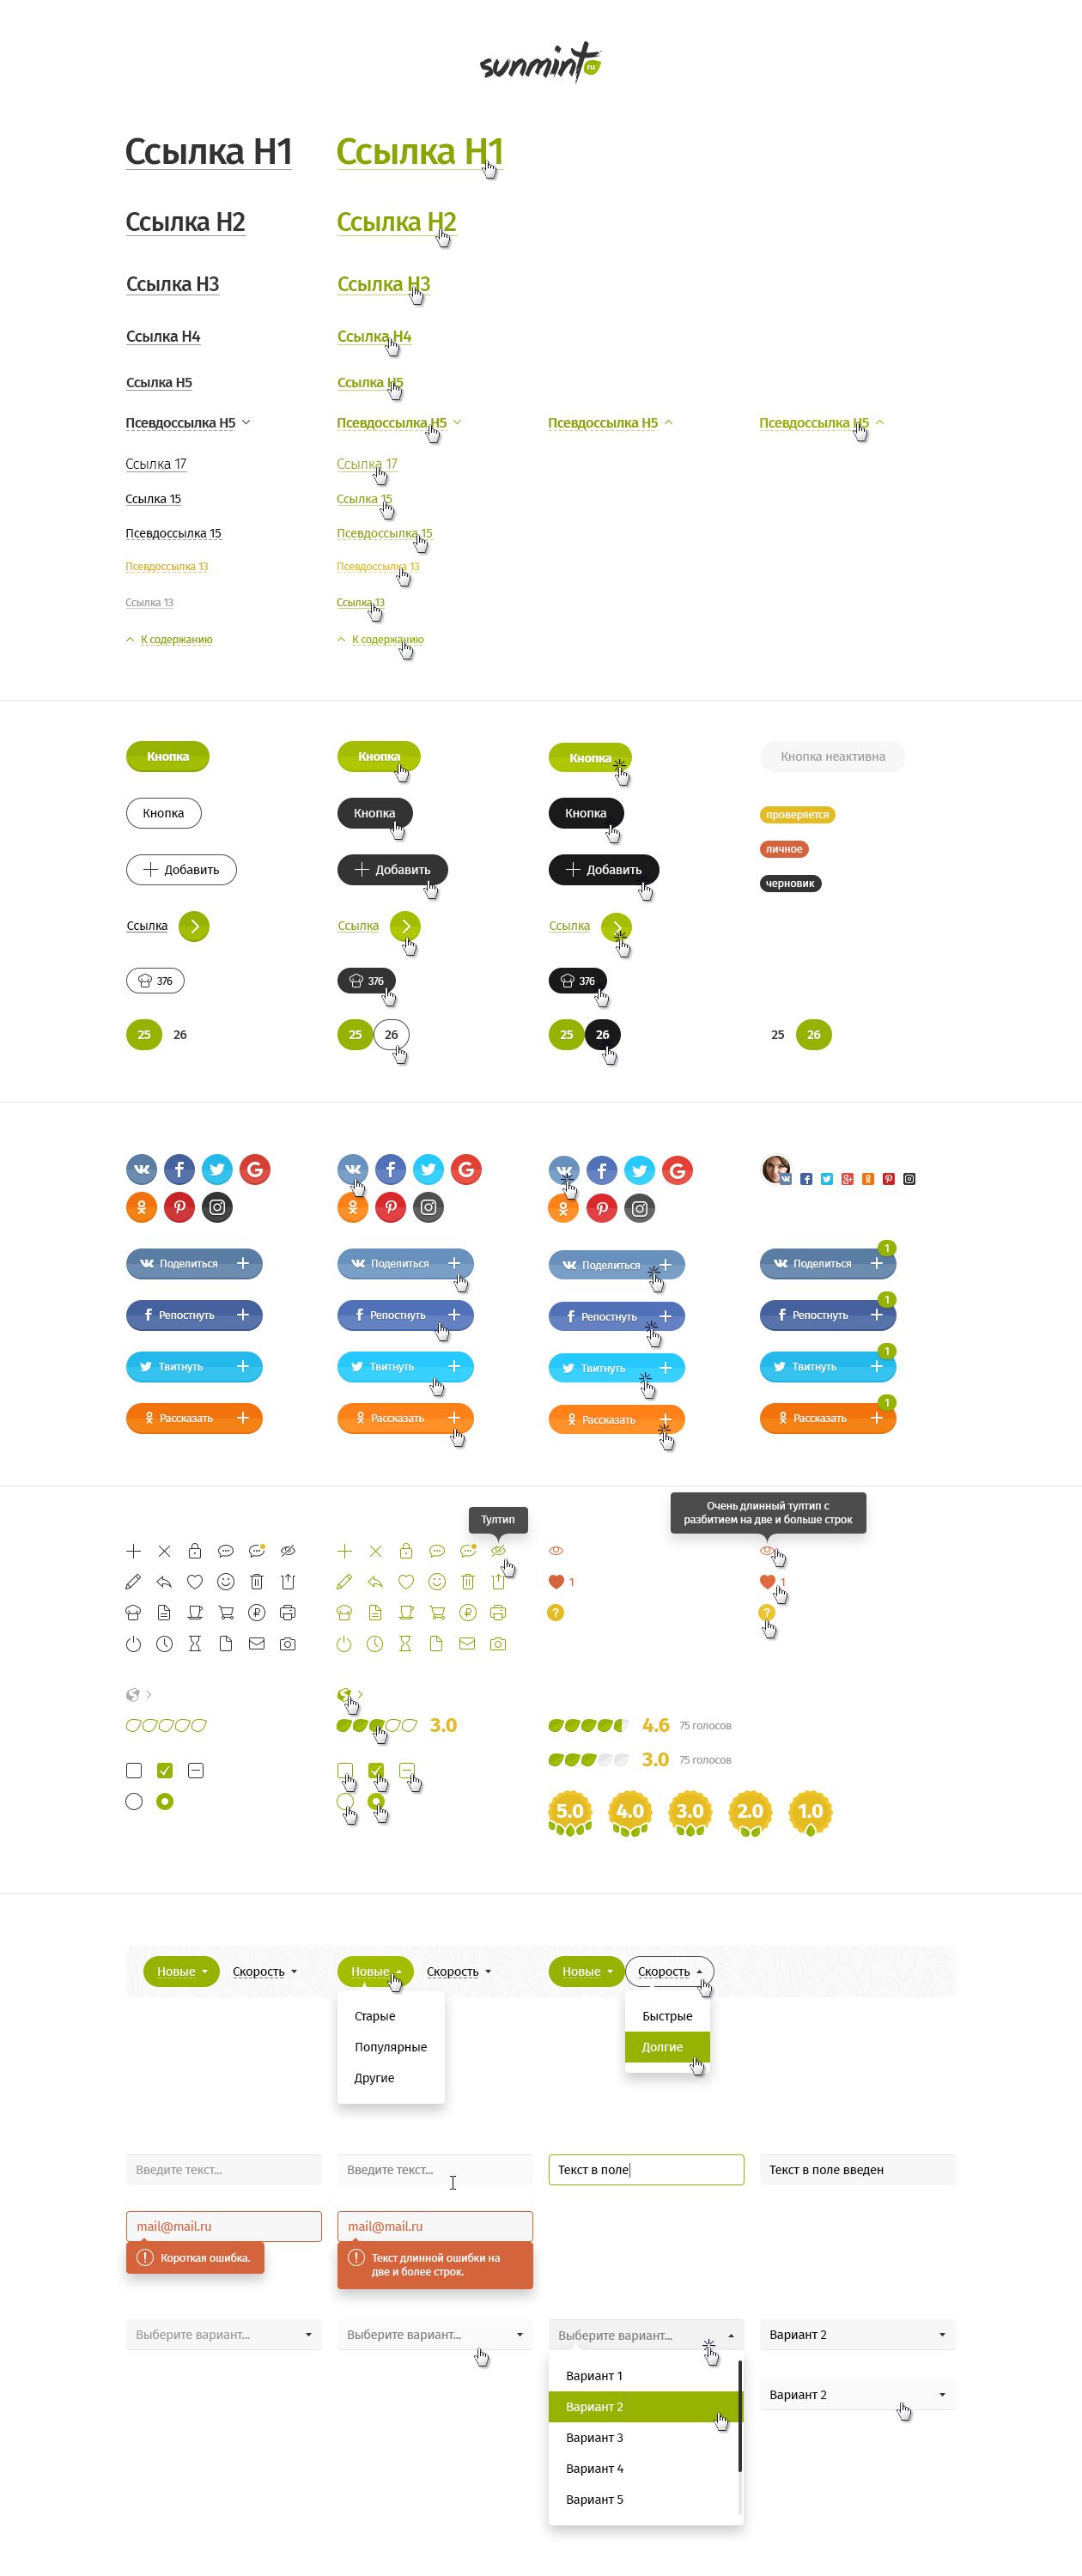 sunmint ru
Ссылка H1 Ссылка H1
Ссылка H2 Ссылка H2
Ссылка H3 Ссылка H3
Ссылка H4 Ссылка H4
Ссылка H5 Ссылка H5
Псевдоссылка H5 Псевдоссылка H5 Псевдоссылка H5 Псевдоссылка H5
Ссылка 17 Ссылка 17
Ссылка 15 Ссылка 15
Псевдоссылка 15 Псевдоссылка 15
Псевдоссылка 13 Псевдоссылка 13
Ссылка 13 Ссылка 13
К содержанию К содержанию
Кнопка Кнопка Кнопка Кнопка неактивна
Кнопка Кнопка Кнопка проверяется
личное
Добавить Добавить Добавить черновик
Ссылка Ссылка Ссылка
376 376 376
25 26 25 26 25 26 25 26
Поделиться Поделиться Поделиться Поделиться 1
Репостнуть Репостнуть Репостнуть Репостнуть 1
Твитнуть Твитнуть Твитнуть Твитнуть 1
Рассказать Рассказать Рассказать Рассказать 1
Тултип Очень длинный тултип с
разбитием на две и больше строк
1 1
? ?
3.0 4.6 75 голосов
3.0 75 голосов
5.0 4.0 3.0 2.0 1.0
Новые Скорость Новые Скорость Новые Скорость
Старые Быстрые
Популярные Долгие
Другие
Введите текст... Введите текст... Текст в поле Текст в поле введен
mail@mail.ru mail@mail.ru
Короткая ошибка. Текст длинной ошибки на
две и более строк.
Выберите вариант... Выберите вариант... Выберите вариант... Вариант 2
Вариант 1
Вариант 2 Вариант 2
Вариант 3
Вариант 4
Вариант 5